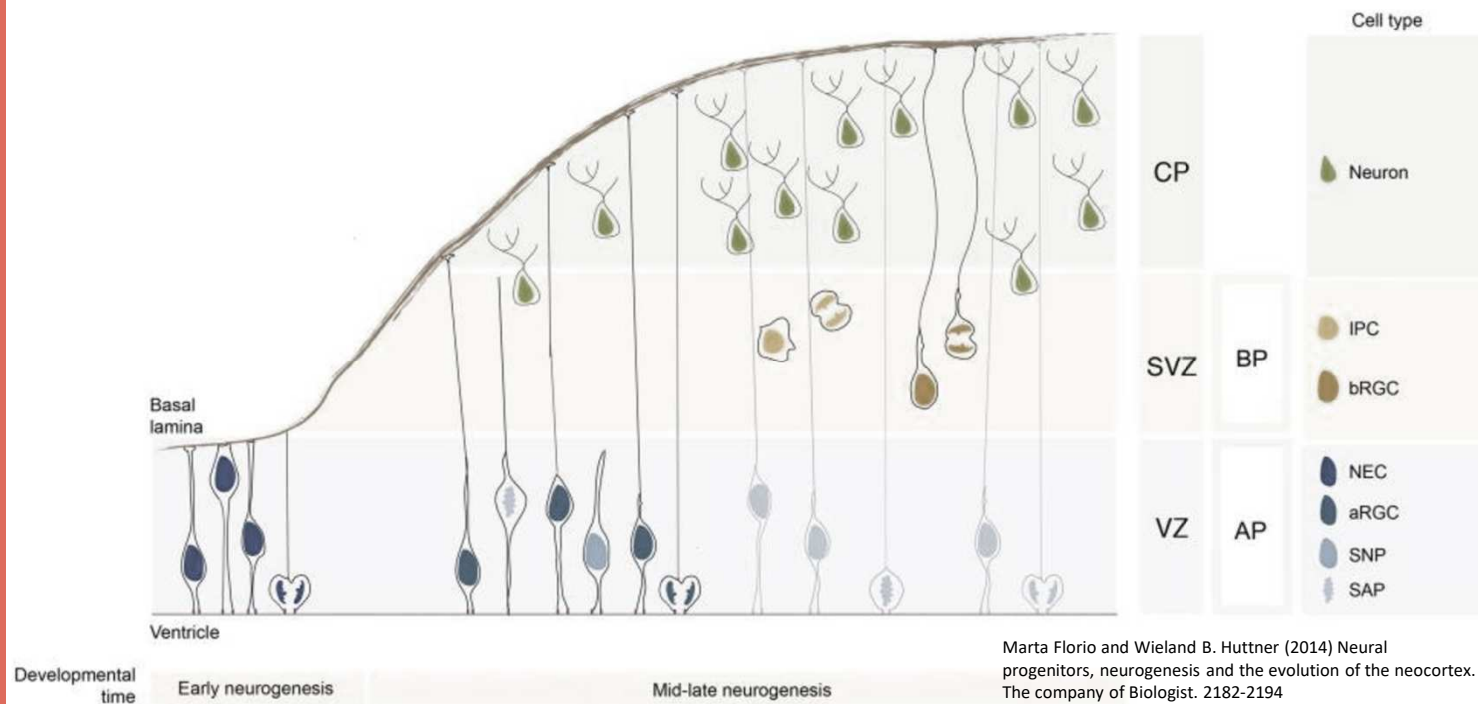 Cell type
CP
Neuron
SVZ
BP
IPC
bRGC
Basal
lamina
VZ
AP
NEC
aRGC
SNP
SAP
Ventricle
Developmental
time
Early neurogenesis
Mid-late neurogenesis
Marta Florio and Wieland B. Huttner (2014) Neural
progenitors, neurogenesis and the evolution of the neocortex.
The company of Biologist. 2182-2194